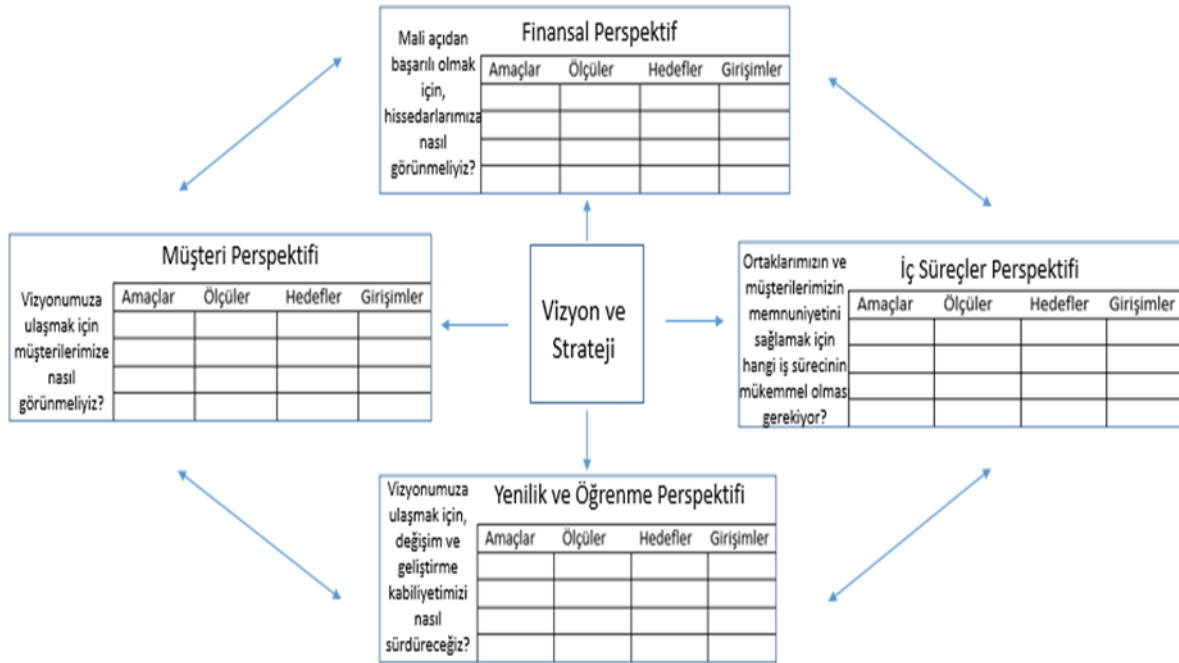 Finansal Perspektif
Mali açıdan
başarılı olmak
için,
hissedarlarımıza
nasıl
görünmeliyiz?
Amaçlar Ölçüler Hedefler Girişimler
Müşteri Perspektifi
Vizyonumuza
ulaşmak için
müşterilerimize
nasıl
görünmeliyiz?
Amaçlar Ölçüler Hedefler Girişimler
Vizyon ve
Strateji
İç Süreçler Perspektifi
Ortaklarımızın ve
müşterilerimizin
memnuniyetini
sağlamak için
hangi iş sürecinin
mükemmel olmas
gerekiyor?
Amaçlar Ölçüler Hedefler Girişimler
Yenilik ve Öğrenme Perspektifi
Vizyonumuza
ulaşmak için,
değişim ve
geliştirme
kabiliyetimizi
nasıl
sürdüreceğiz?
Amaçlar Ölçüler Hedefler Girişimler